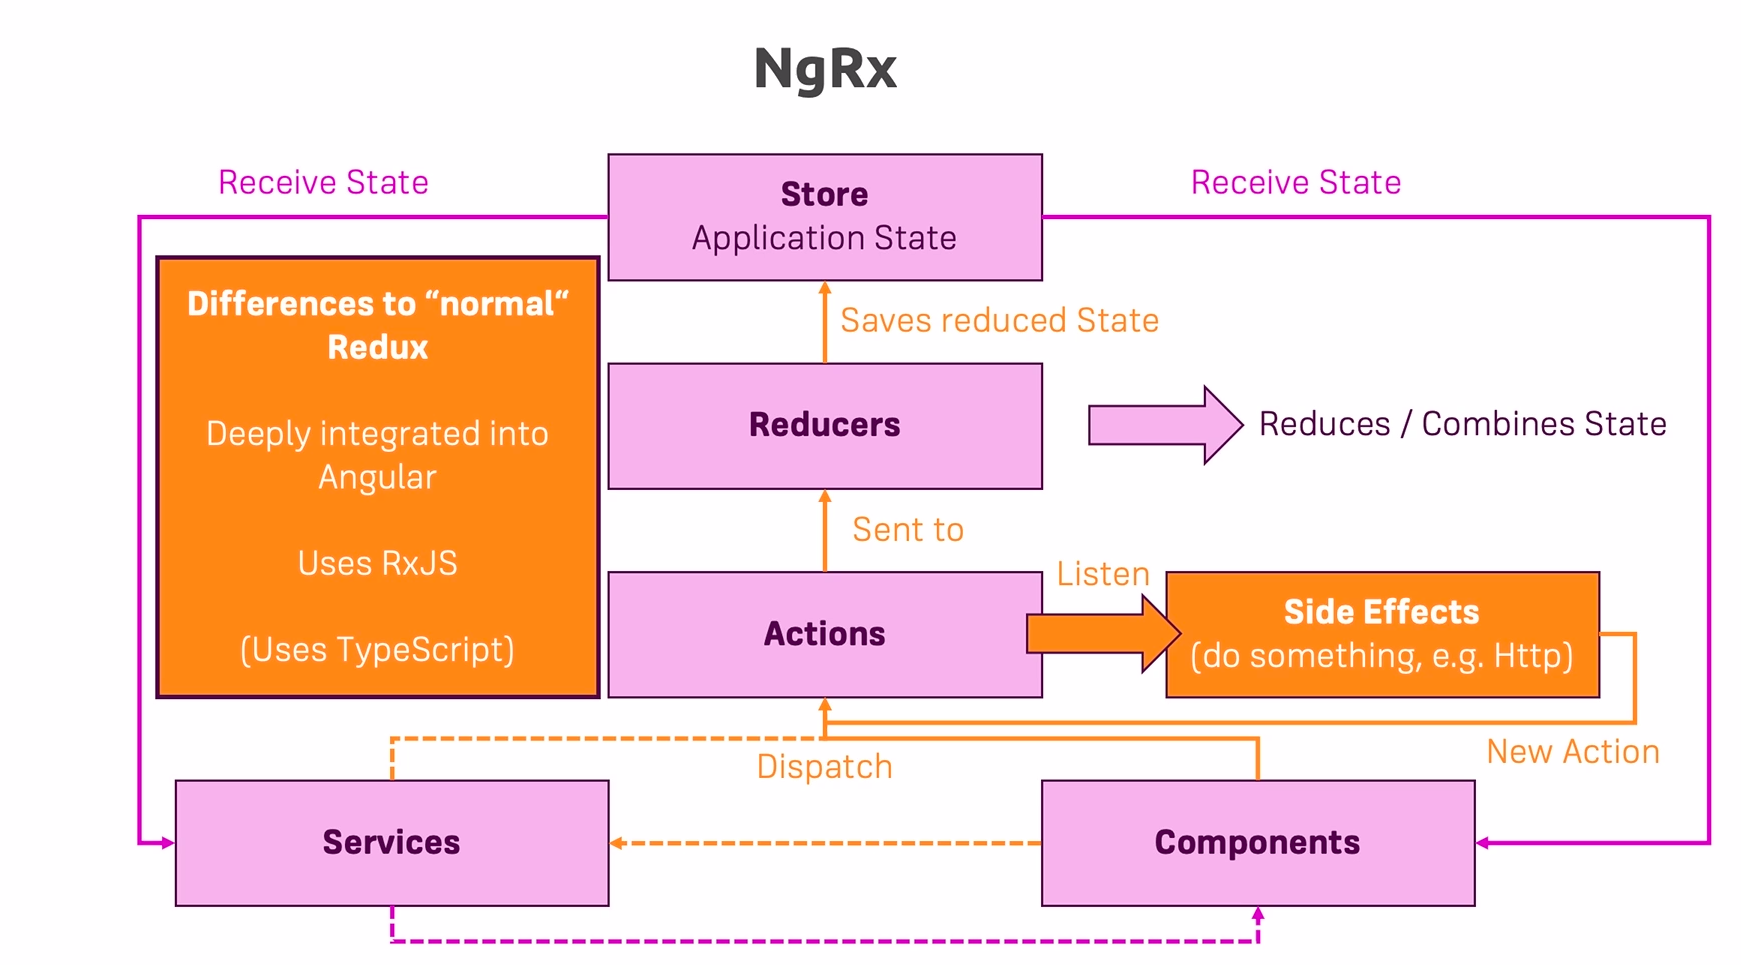 NgRx
Receive State
Receive State
Store
Application State
Differences to “normal“
Redux
Deeply integrated into
Angular
Uses RxJS
(Uses TypeScript)
Saves reduced State
Reducers
Reduces / Combines State
Sent to
Listen
Actions
Side Effects
(do something, e.g. Http)
Dispatch
New Action
Services
Components